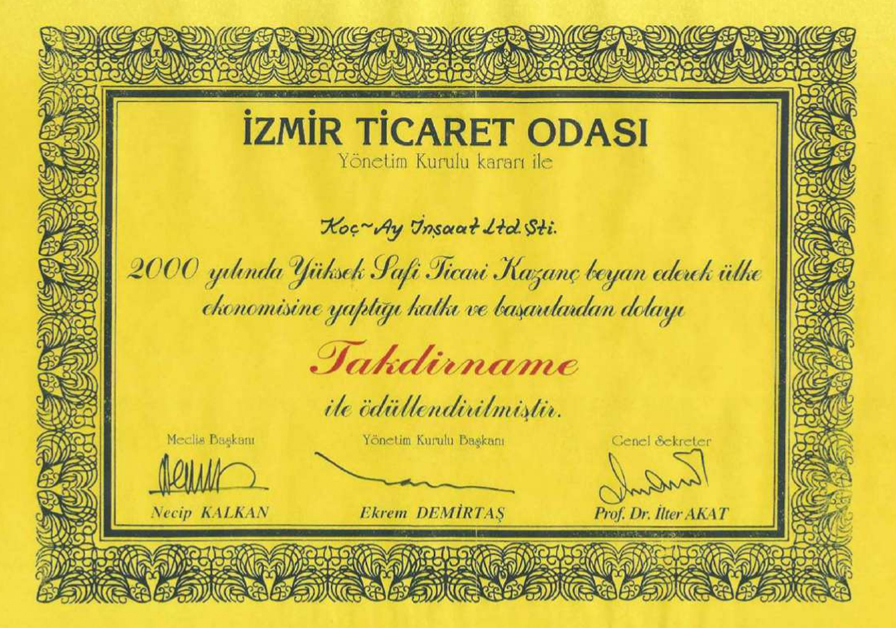 İZMİR TİCARET ODASI
Yönetim Kurulu kararı ile
Koç~Ay İnşaat Ltd. Şti.
2000 yılında Yüksek Safi Ticari Kazanç beyan ederek ülke
ekonomisine yaptığı katkı ve başarılardan dolayı
Takdirname
ile ödüllendirilmiştir.
Meclis Başkanı Yönetim Kurulu Başkanı Genel Sekreter
Necip KALKAN Ekrem DEMİRTAŞ Prof. Dr. İlter AKAT